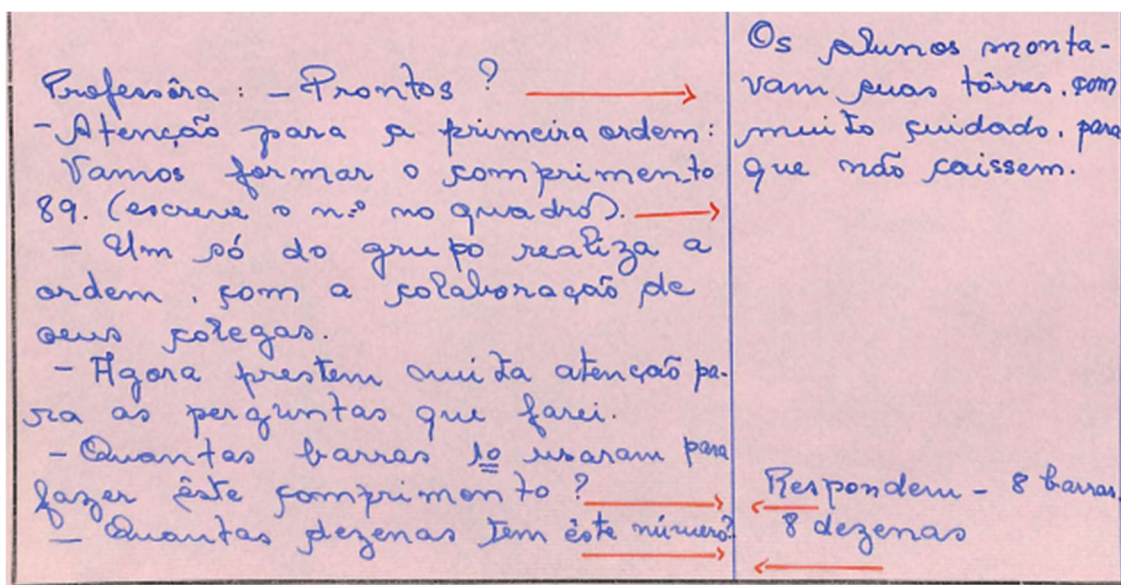 Professôra: - Prontos?
- Atenção para a primeira ordem:
Vamos formar o comprimento
89. (escreve o n.º no quadro).
- Um só do grupo realiza a
ordem, com a colaboração de
seus colegas.
- Agora prestem muita atenção pa-
ra as perguntas que farei.
- Quantas barras 10 usaram para
fazer êste comprimento?
- Quantas dezenas tem êste número?
Os alunos monta-
vam suas tôrres, com
muito cuidado, para
que não caissem.
Respondem - 8 barras.
8 dezenas